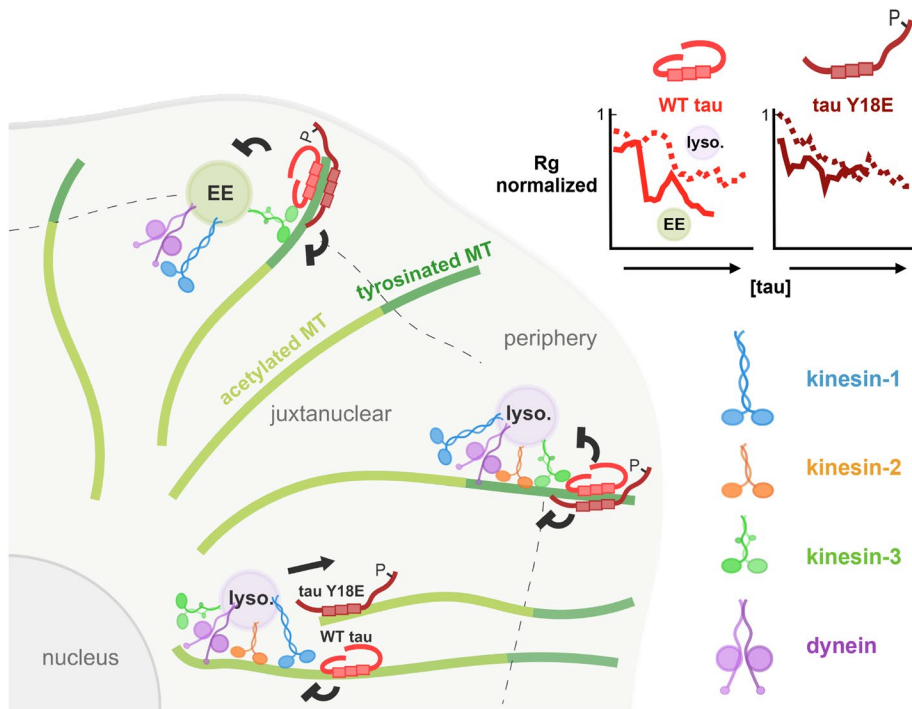 P
WT tau
tau Y18E
1
lyso.
EE
Rg
normalized
1
[tau]
P
EE
tyrosinated MT
acetylated MT
periphery
juxtanuclear
lyso.
P
lyso.
tau Y18E
P
WT tau
nucleus
kinesin-1
kinesin-2
kinesin-3
dynein